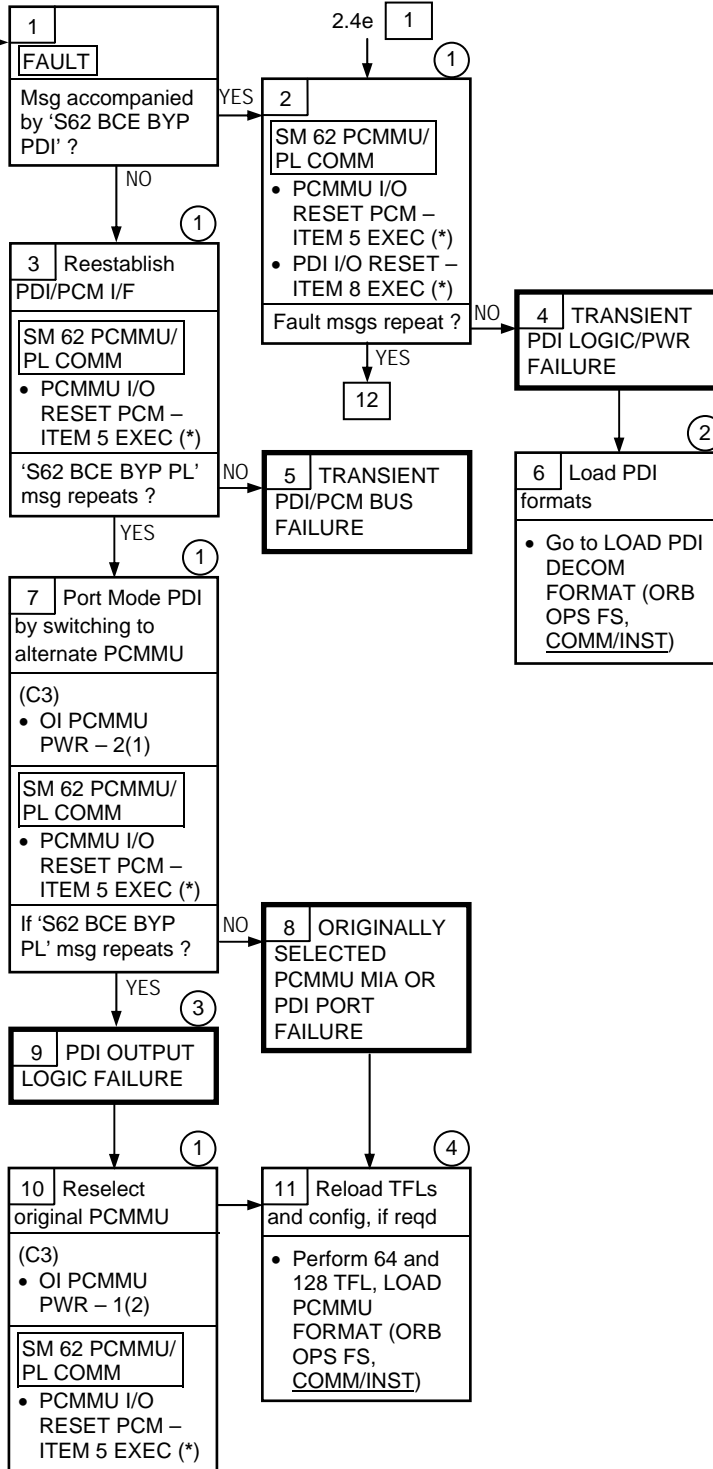 1
FAULT
Msg accompanied
by ‘S62 BCE BYP
PDI’ ?
YES
NO
2.4e 1
1
2
SM 62 PCMMU/
PL COMM
• PCMMU I/O
RESET PCM –
ITEM 5 EXEC (*)
• PDI I/O RESET –
ITEM 8 EXEC (*)
Fault msgs repeat ?
NO
YES
12
1
3 Reestablish
PDI/PCM I/F
SM 62 PCMMU/
PL COMM
• PCMMU I/O
RESET PCM –
ITEM 5 EXEC (*)
‘S62 BCE BYP PL’
msg repeats ?
NO
YES
4 TRANSIENT
PDI LOGIC/PWR
FAILURE
5 TRANSIENT
PDI/PCM BUS
FAILURE
2
6 Load PDI
formats
• Go to LOAD PDI
DECOM
FORMAT (ORB
OPS FS,
COMM/INST)
1
7 Port Mode PDI
by switching to
alternate PCMMU
(C3)
• OI PCMMU
PWR – 2(1)
SM 62 PCMMU/
PL COMM
• PCMMU I/O
RESET PCM –
ITEM 5 EXEC (*)
If ‘S62 BCE BYP
PL’ msg repeats ?
NO
YES
8 ORIGINALLY
SELECTED
PCMMU MIA OR
PDI PORT
FAILURE
3
9 PDI OUTPUT
LOGIC FAILURE
1
10 Reselect
original PCMMU
(C3)
• OI PCMMU
PWR – 1(2)
SM 62 PCMMU/
PL COMM
• PCMMU I/O
RESET PCM –
ITEM 5 EXEC (*)
4
11 Reload TFLs
and config, if reqd
• Perform 64 and
128 TFL, LOAD
PCMMU
FORMAT (ORB
OPS FS,
COMM/INST)